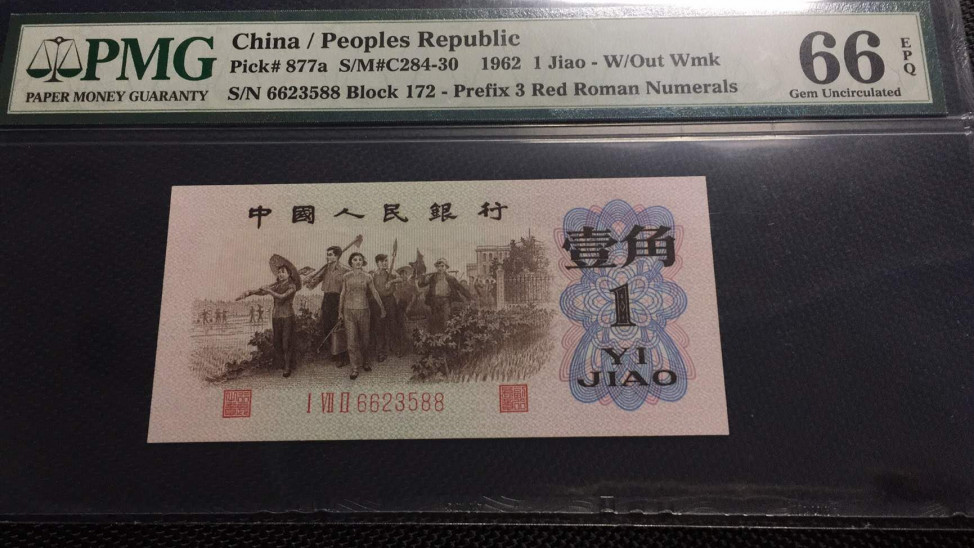 PMG
PAPER MONEY GUARANTY
China / Peoples Republic
Pick# 877a S/M#C284-30 1962 1 Jiao - W/Out Wmk
S/N 6623588 Block 172 - Prefix 3 Red Roman Numerals
66
EPQ
Gem Uncirculated
中國人民銀行
壹角
1
YI
JIAO
I VII II 6623588